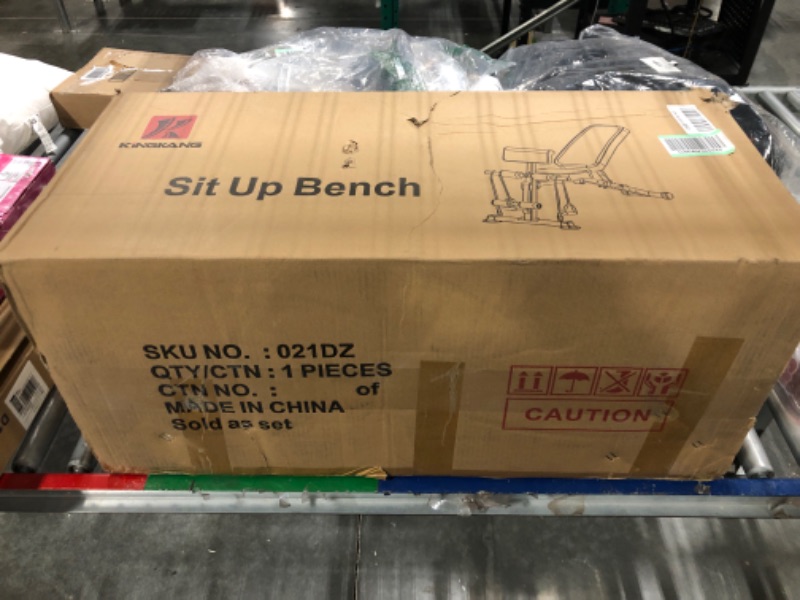 KINGKANG
Sit Up Bench
SKU NO. : 021DZ
QTY/CTN : 1 PIECES
CTN NO. : of
MADE IN CHINA
Sold as set
CAUTION